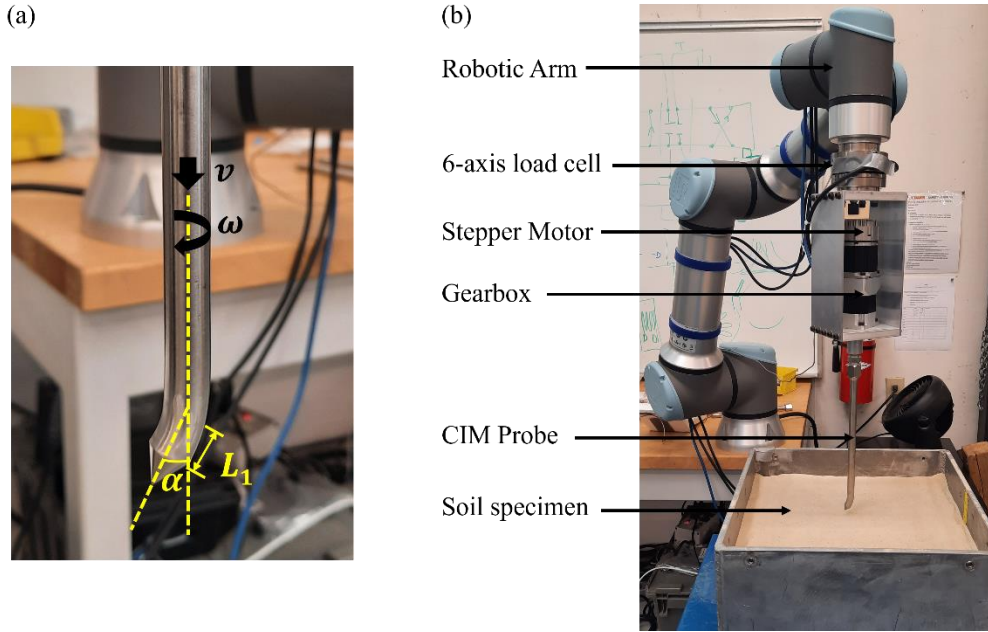 (a)
v
ω
α
L₁
(b)
Robotic Arm
6-axis load cell
Stepper Motor
Gearbox
CIM Probe
Soil specimen